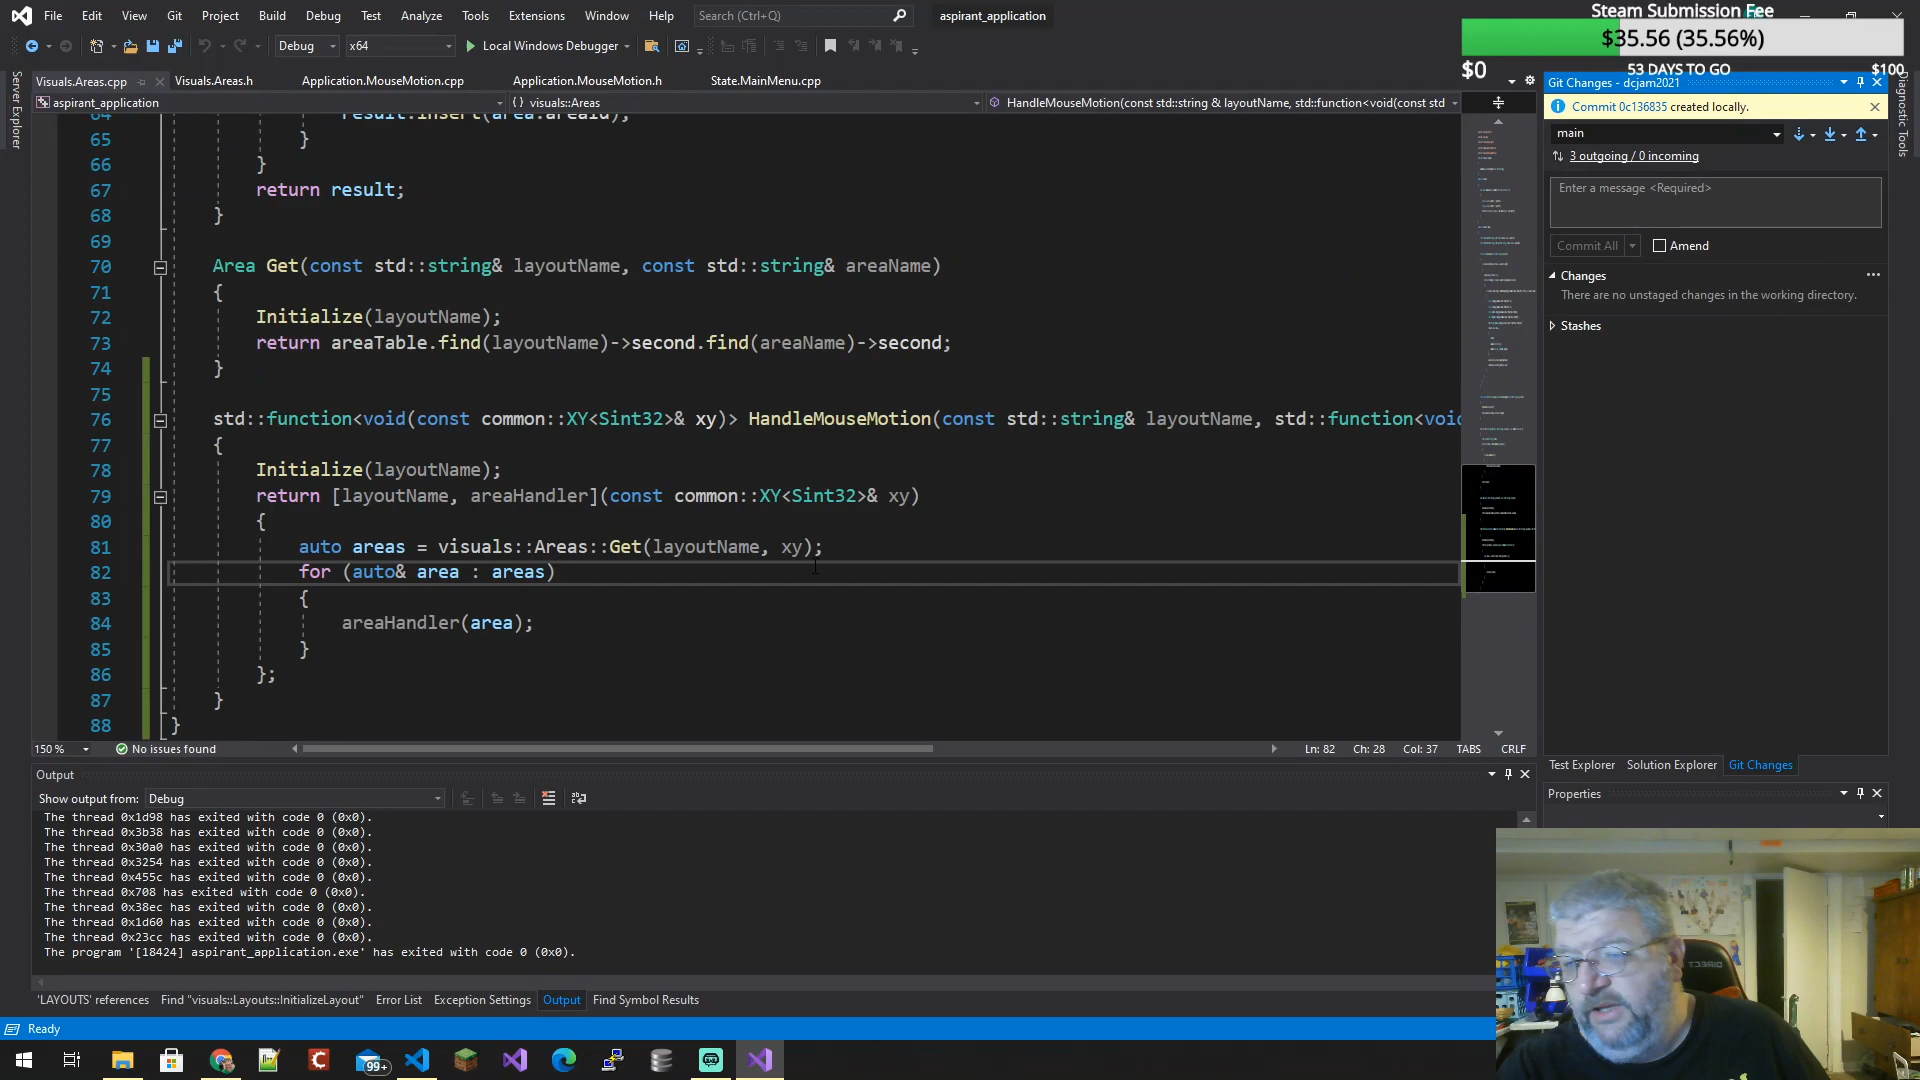 File Edit View Git Project Build Debug Test Analyze Tools Extensions Window Help Search (Ctrl+Q) aspirant_application
Steam Submission Fee
$35.56 (35.56%)
$0 53 DAYS TO GO $100
Debug x64 Local Windows Debugger
Server Explorer
Diagnostic Tools
Visuals.Areas.cpp Visuals.Areas.h Application.MouseMotion.cpp Application.MouseMotion.h State.MainMenu.cpp
aspirant_application visuals::Areas HandleMouseMotion(const std::string & layoutName, std::function<void(const std
64 result.insert(area.areaId);
65 }
66 }
67 return result;
68 }
69
70 Area Get(const std::string& layoutName, const std::string& areaName)
71 {
72 Initialize(layoutName);
73 return areaTable.find(layoutName)->second.find(areaName)->second;
74 }
75
76 std::function<void(const common::XY<Sint32>& xy)> HandleMouseMotion(const std::string& layoutName, std::function<void
77 {
78 Initialize(layoutName);
79 return [layoutName, areaHandler](const common::XY<Sint32>& xy)
80 {
81 auto areas = visuals::Areas::Get(layoutName, xy);
82 for (auto& area : areas)
83 {
84 areaHandler(area);
85 }
86 };
87 }
88 }
150 % No issues found Ln: 82 Ch: 28 Col: 37 TABS CRLF
Output
Show output from: Debug
The thread 0x1d98 has exited with code 0 (0x0).
The thread 0x3b38 has exited with code 0 (0x0).
The thread 0x30a0 has exited with code 0 (0x0).
The thread 0x3254 has exited with code 0 (0x0).
The thread 0x455c has exited with code 0 (0x0).
The thread 0x708 has exited with code 0 (0x0).
The thread 0x38ec has exited with code 0 (0x0).
The thread 0x1d60 has exited with code 0 (0x0).
The thread 0x23cc has exited with code 0 (0x0).
The program '[18424] aspirant_application.exe' has exited with code 0 (0x0).
'LAYOUTS' references Find "visuals::Layouts::InitializeLayout" Error List Exception Settings Output Find Symbol Results
Ready
Git Changes - dcjam2021
Commit 0c136835 created locally.
main
3 outgoing / 0 incoming
Enter a message <Required>
Commit All Amend
Changes
There are no unstaged changes in the working directory.
Stashes
Test Explorer Solution Explorer Git Changes
Properties
DIRECT
99+